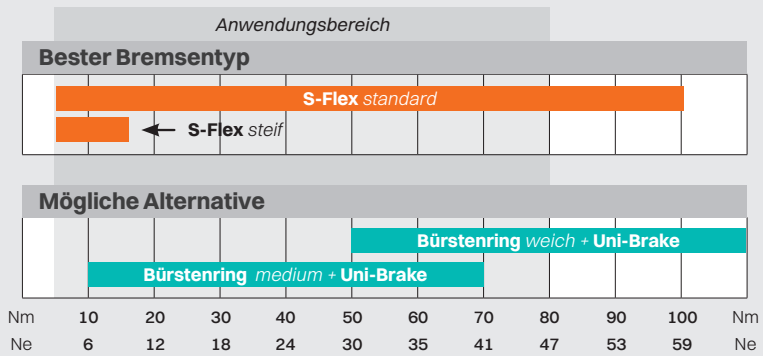 Anwendungsbereich
Bester Bremsentyp
S-Flex standard
S-Flex steif
Mögliche Alternative
Bürstenring weich + Uni-Brake
Bürstenring medium + Uni-Brake
Nm 10 20 30 40 50 60 70 80 90 100 Nm
Ne 6 12 18 24 30 35 41 47 53 59 Ne